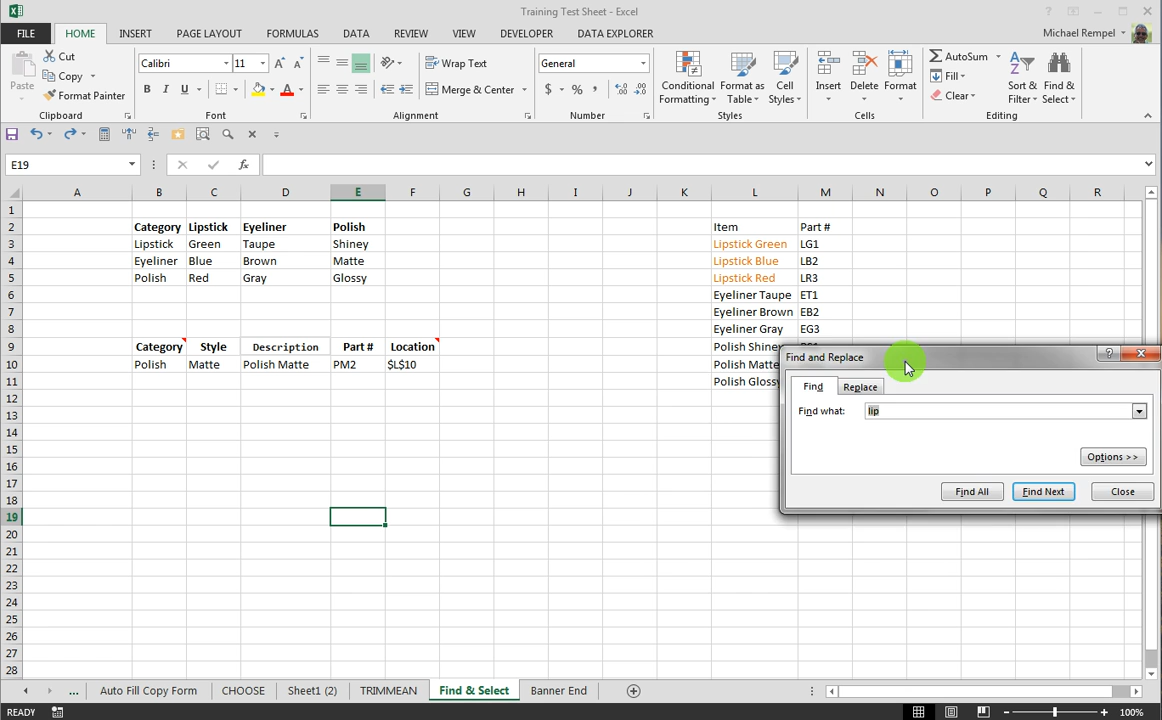 Training Test Sheet - Excel
FILE HOME INSERT PAGE LAYOUT FORMULAS DATA REVIEW VIEW DEVELOPER DATA EXPLORER Michael Rempel
Paste
Cut
Copy
Format Painter
Clipboard
Calibri 11
B I U
Font
Wrap Text
Merge & Center
Alignment
General
$ % ,
Number
Conditional Formatting
Format as Table
Cell Styles
Styles
Insert Delete Format
Cells
AutoSum
Fill
Clear
Sort & Filter
Find & Select
Editing
E19 fx
A B C D E F G H I J K L M N O P Q R
1
2 Category Lipstick Eyeliner Polish Item Part #
3 Lipstick Green Taupe Shiney Lipstick Green LG1
4 Eyeliner Blue Brown Matte Lipstick Blue LB2
5 Polish Red Gray Glossy Lipstick Red LR3
6 Eyeliner Taupe ET1
7 Eyeliner Brown EB2
8 Eyeliner Gray EG3
9 Category Style Description Part # Location Polish Shiney
10 Polish Matte Polish Matte PM2 $L$10 Polish Matte
11 Polish Glossy
12
13
14
15
16
17
18
19
20
21
22
23
24
25
26
27
28
Find and Replace
Find Replace
Find what: lip
Options >>
Find All Find Next Close
... Auto Fill Copy Form CHOOSE Sheet1 (2) TRIMMEAN Find & Select Banner End
READY 100%